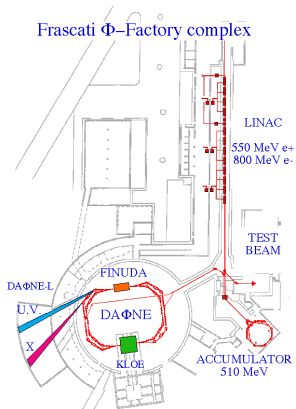 Frascati Φ–Factory complex
LINAC
550 MeV e+
800 MeV e-
TEST
BEAM
FINUDA
DAΦNE-L
U.V.
DAΦNE
X
KLOE
ACCUMULATOR
510 MeV